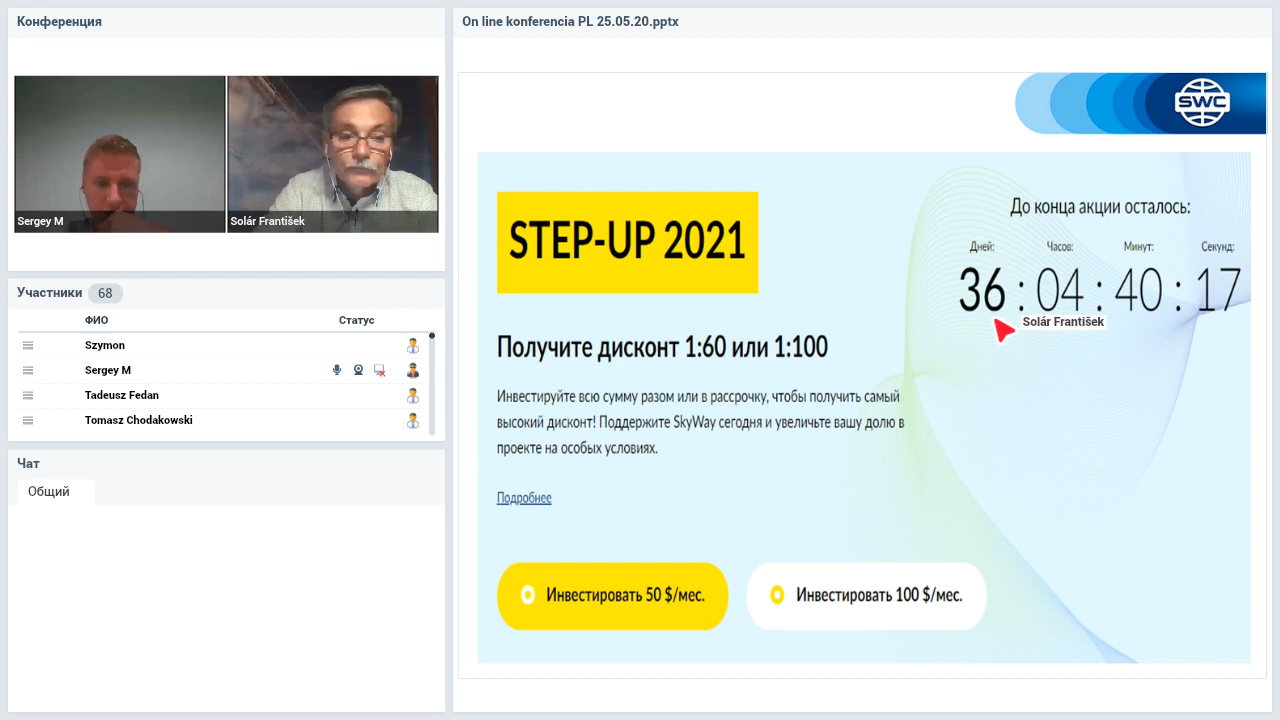 Конференция
Sergey M
Solár František
Участники 68
ФИО Статус
Szymon
Sergey M
Tadeusz Fedan
Tomasz Chodakowski
Чат
Общий
On line konferencia PL 25.05.20.pptx
SWC
STEP-UP 2021
До конца акции осталось:
Дней: Часов: Минут: Секунд:
36 : 04 : 40 : 17
Solár František
Получите дисконт 1:60 или 1:100
Инвестируйте всю сумму разом или в рассрочку, чтобы получить самый
высокий дисконт! Поддержите SkyWay сегодня и увеличьте вашу долю в
проекте на особых условиях.
Подробнее
Инвестировать 50 $/мес.
Инвестировать 100 $/мес.